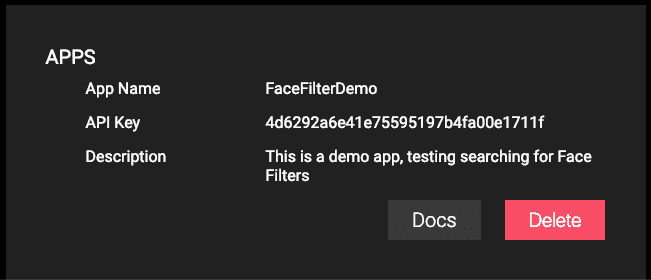 APPS
App Name FaceFilterDemo
API Key 4d6292a6e41e75595197b4fa00e1711f
Description This is a demo app, testing searching for Face
Filters
Docs Delete